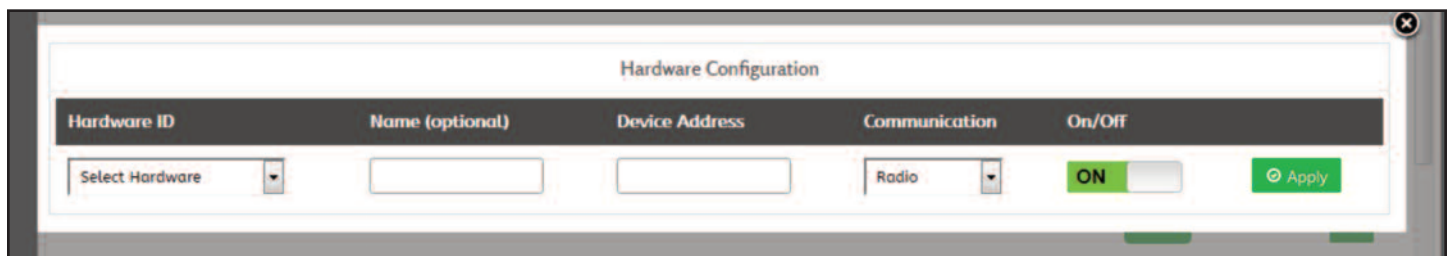 Hardware Configuration
Hardware ID Name (optional) Device Address Communication On/Off
Select Hardware Radio ON Apply